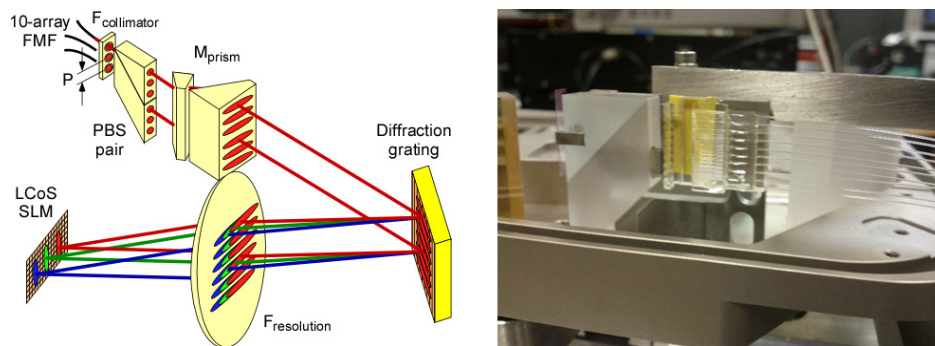 10-array
FMF
F_collimator
P
M_prism
PBS
pair
Diffraction
grating
LCoS
SLM
F_resolution